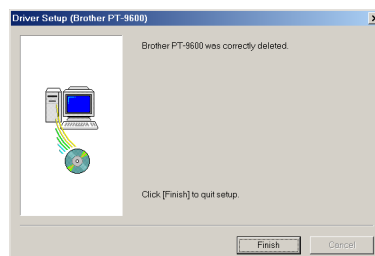 Driver Setup (Brother PT-9600)
Brother PT-9600 was correctly deleted.
Click [Finish] to quit setup.
Finish
Cancel